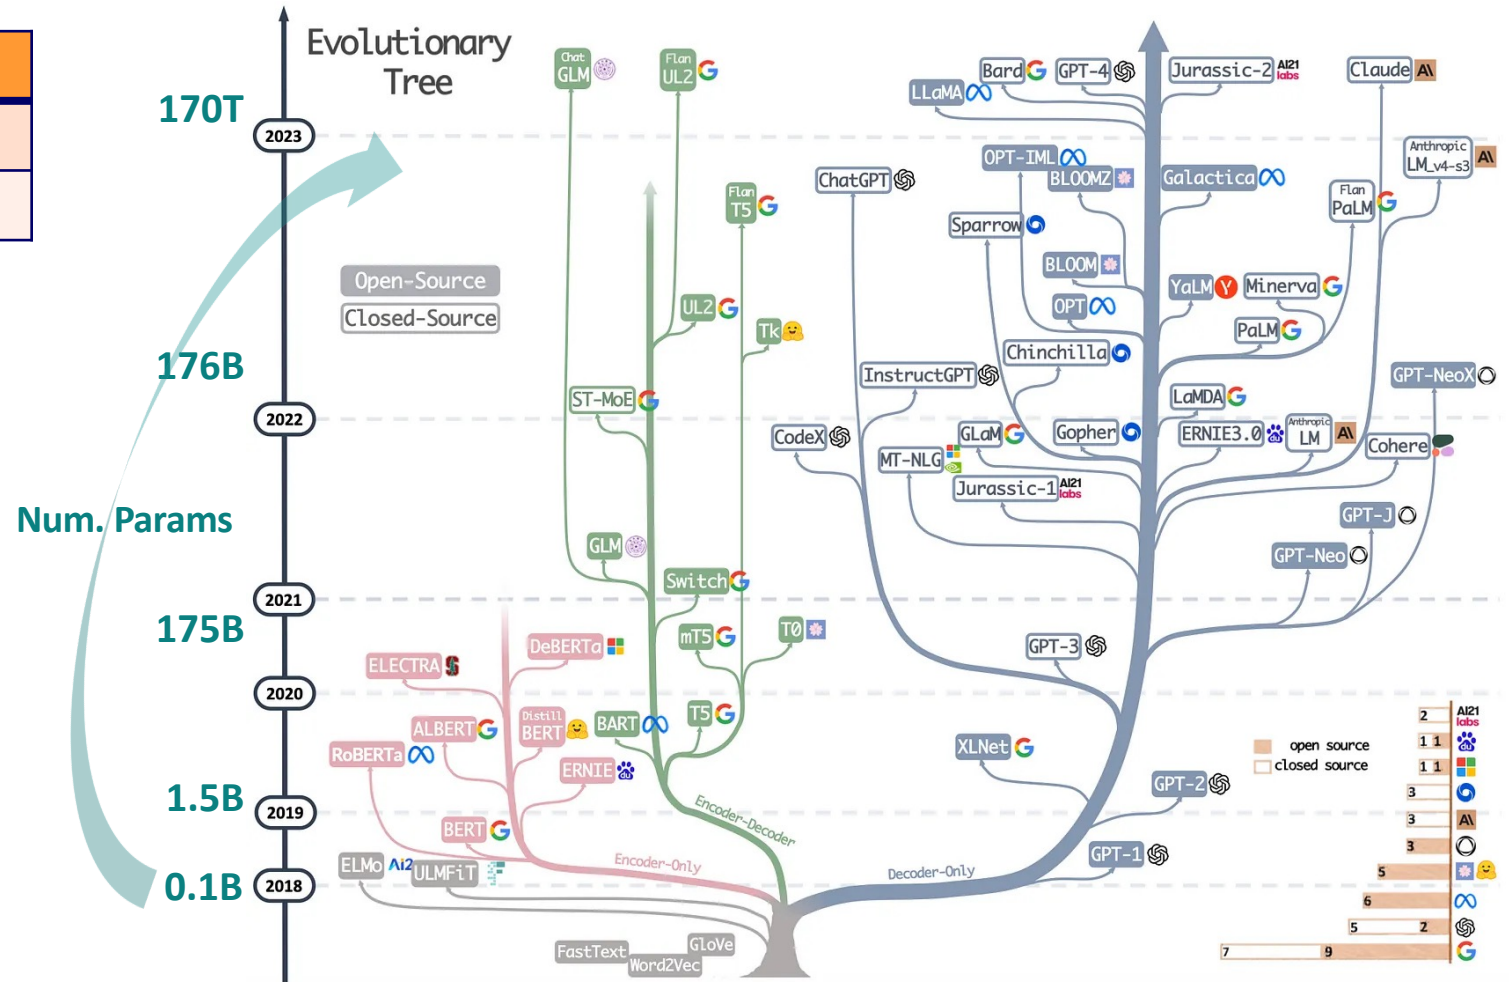 Evolutionary
Tree
170T
2023
176B
2022
Num. Params
2021
175B
2020
1.5B
2019
0.1B
2018
Open-Source
Closed-Source
Chat
GLM
Flan
UL2
Flan
T5
UL2
Tk
ST-MoE
GLM
Switch
mT5
T0
BART
T5
Encoder-Decoder
DeBERTa
ELECTRA
ALBERT
Distill
BERT
RoBERTa
ERNIE
BERT
Encoder-Only
ELMo
Ai2
ULMFiT
FastText
Word2Vec
GloVe
Bard
GPT-4
Jurassic-2
AI21
labs
Claude
A\
LLaMA
OPT-IML
BLOOMZ
Galactica
Anthropic
LM_v4-s3
A\
ChatGPT
Flan
PaLM
Sparrow
BLOOM
YaLM
Y
Minerva
OPT
PaLM
Chinchilla
InstructGPT
GPT-NeoX
LaMDA
CodeX
GLaM
Gopher
ERNIE3.0
du
Anthropic
LM
A\
Cohere
MT-NLG
Jurassic-1
AI21
labs
GPT-J
GPT-Neo
GPT-3
XLNet
GPT-2
GPT-1
Decoder-Only
open source
closed source
2
AI21
labs
1 1
du
1 1
3
3
A\
3
5
6
5 2
7 9